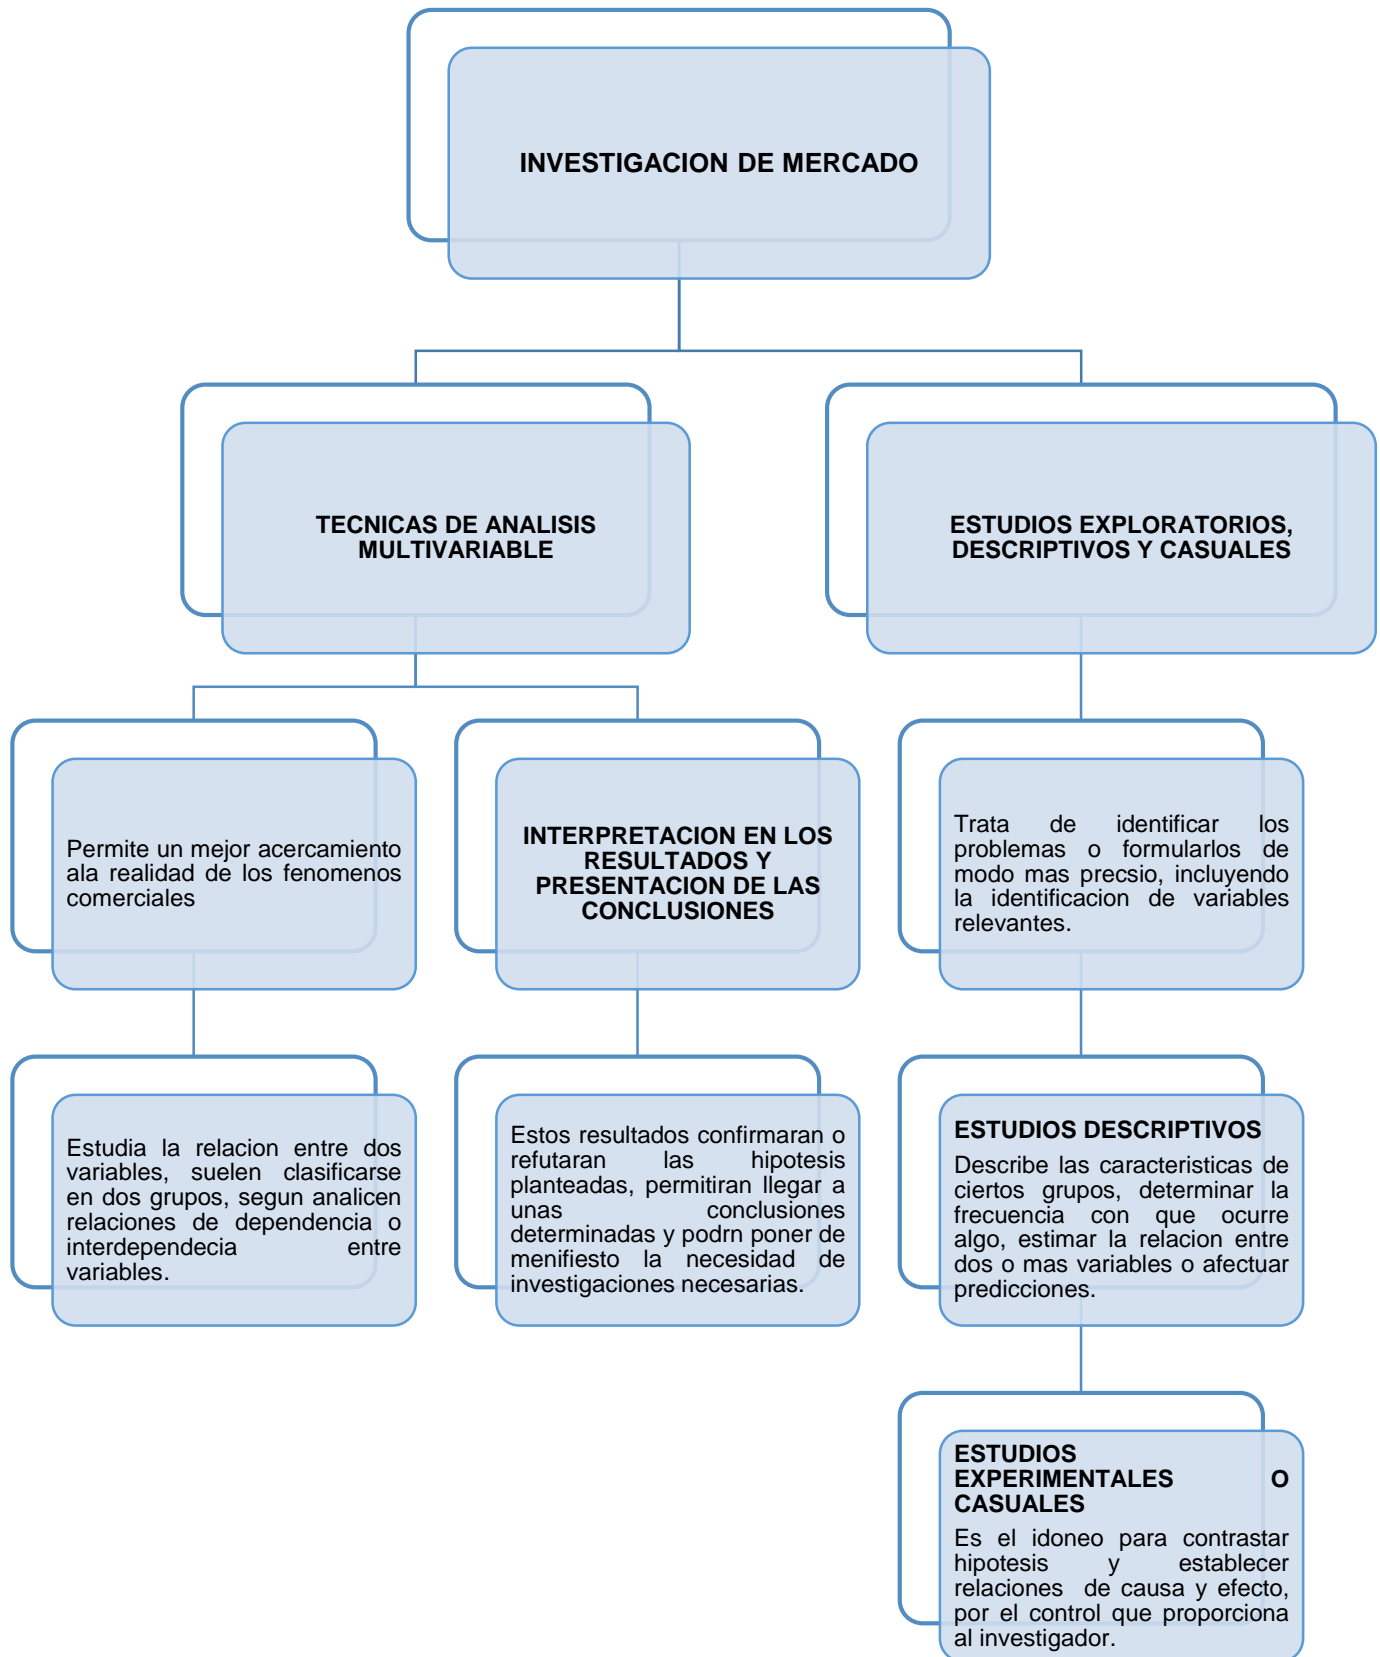 INVESTIGACION DE MERCADO
TECNICAS DE ANALISIS
MULTIVARIABLE
ESTUDIOS EXPLORATORIOS,
DESCRIPTIVOS Y CASUALES
Permite un mejor acercamiento
ala realidad de los fenomenos
comerciales
INTERPRETACION EN LOS
RESULTADOS Y
PRESENTACION DE LAS
CONCLUSIONES
Trata de identificar los
problemas o formularlos de
modo mas precsio, incluyendo
la identificacion de variables
relevantes.
Estudia la relacion entre dos
variables, suelen clasificarse
en dos grupos, segun analicen
relaciones de dependencia o
interdependecia entre
variables.
Estos resultados confirmaran o
refutaran las hipotesis
planteadas, permitiran llegar a
unas conclusiones
determinadas y podrn poner de
menifiesto la necesidad de
investigaciones necesarias.
ESTUDIOS DESCRIPTIVOS
Describe las caracteristicas de
ciertos grupos, determinar la
frecuencia con que ocurre
algo, estimar la relacion entre
dos o mas variables o afectuar
predicciones.
ESTUDIOS
EXPERIMENTALES O
CASUALES
Es el idoneo para contrastar
hipotesis y establecer
relaciones de causa y efecto,
por el control que proporciona
al investigador.